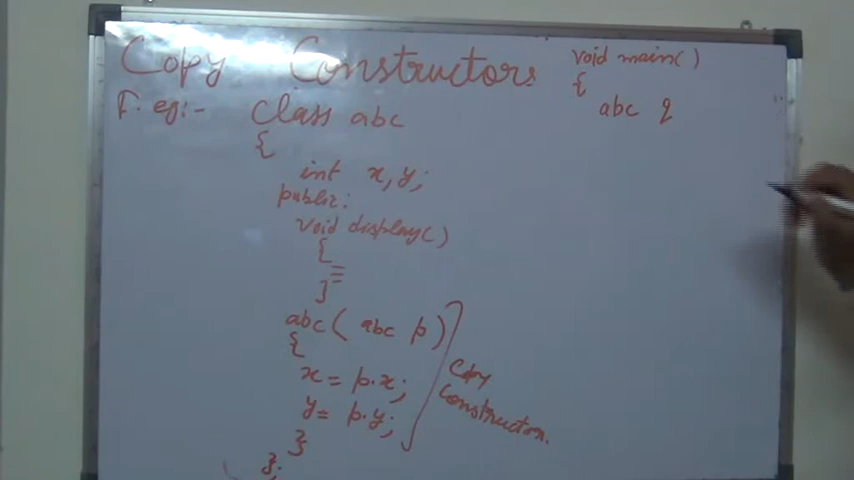 Copy Constructors
F. eg:- Class abc
{
int x,y;
public:
void display()
{
=
}
abc( abc p)
{
x = p.x;
y = p.y;
}
};
Copy
Constructor.
void main()
{
abc q